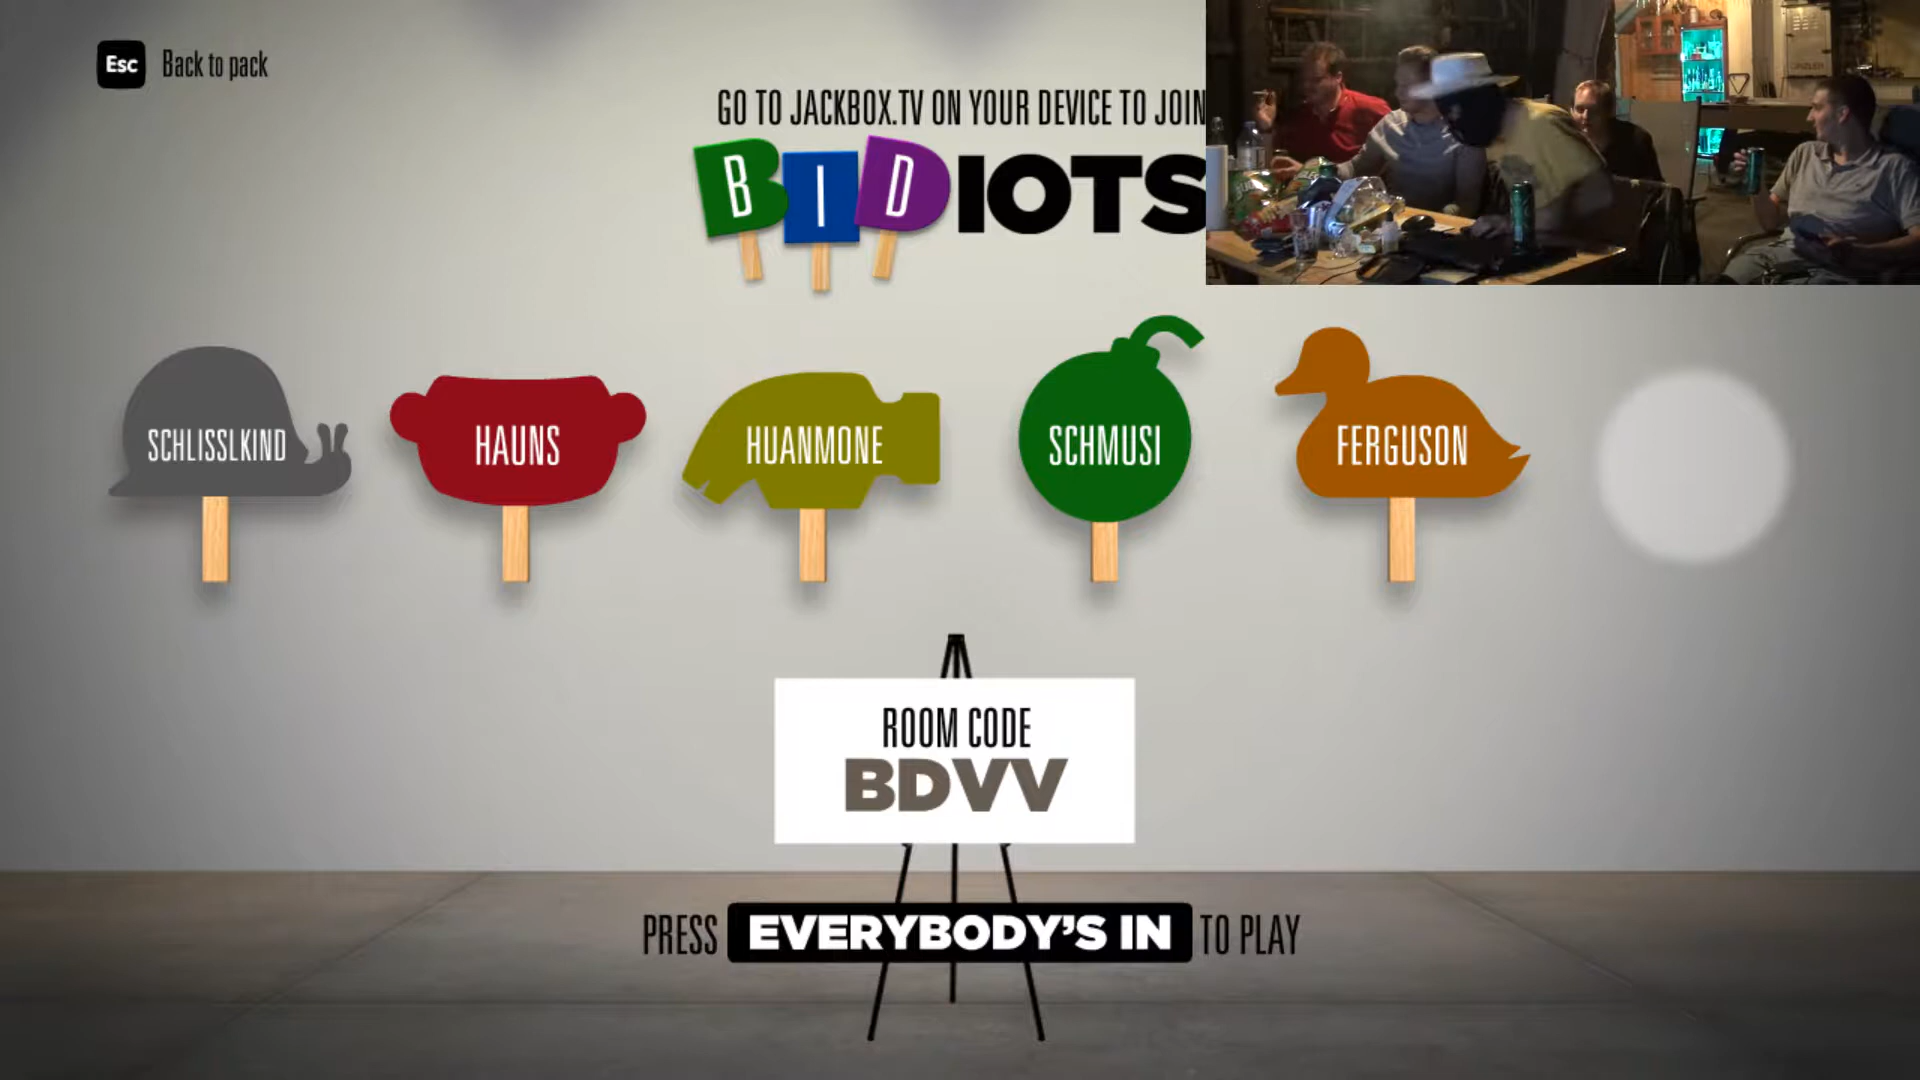 Esc Back to pack
GO TO JACKBOX.TV ON YOUR DEVICE TO JOIN
BIDIOTS
SCHLISSLKIND
HAUNS
HUANMONE
SCHMUSI
FERGUSON
ROOM CODE
BDVV
PRESS EVERYBODY'S IN TO PLAY